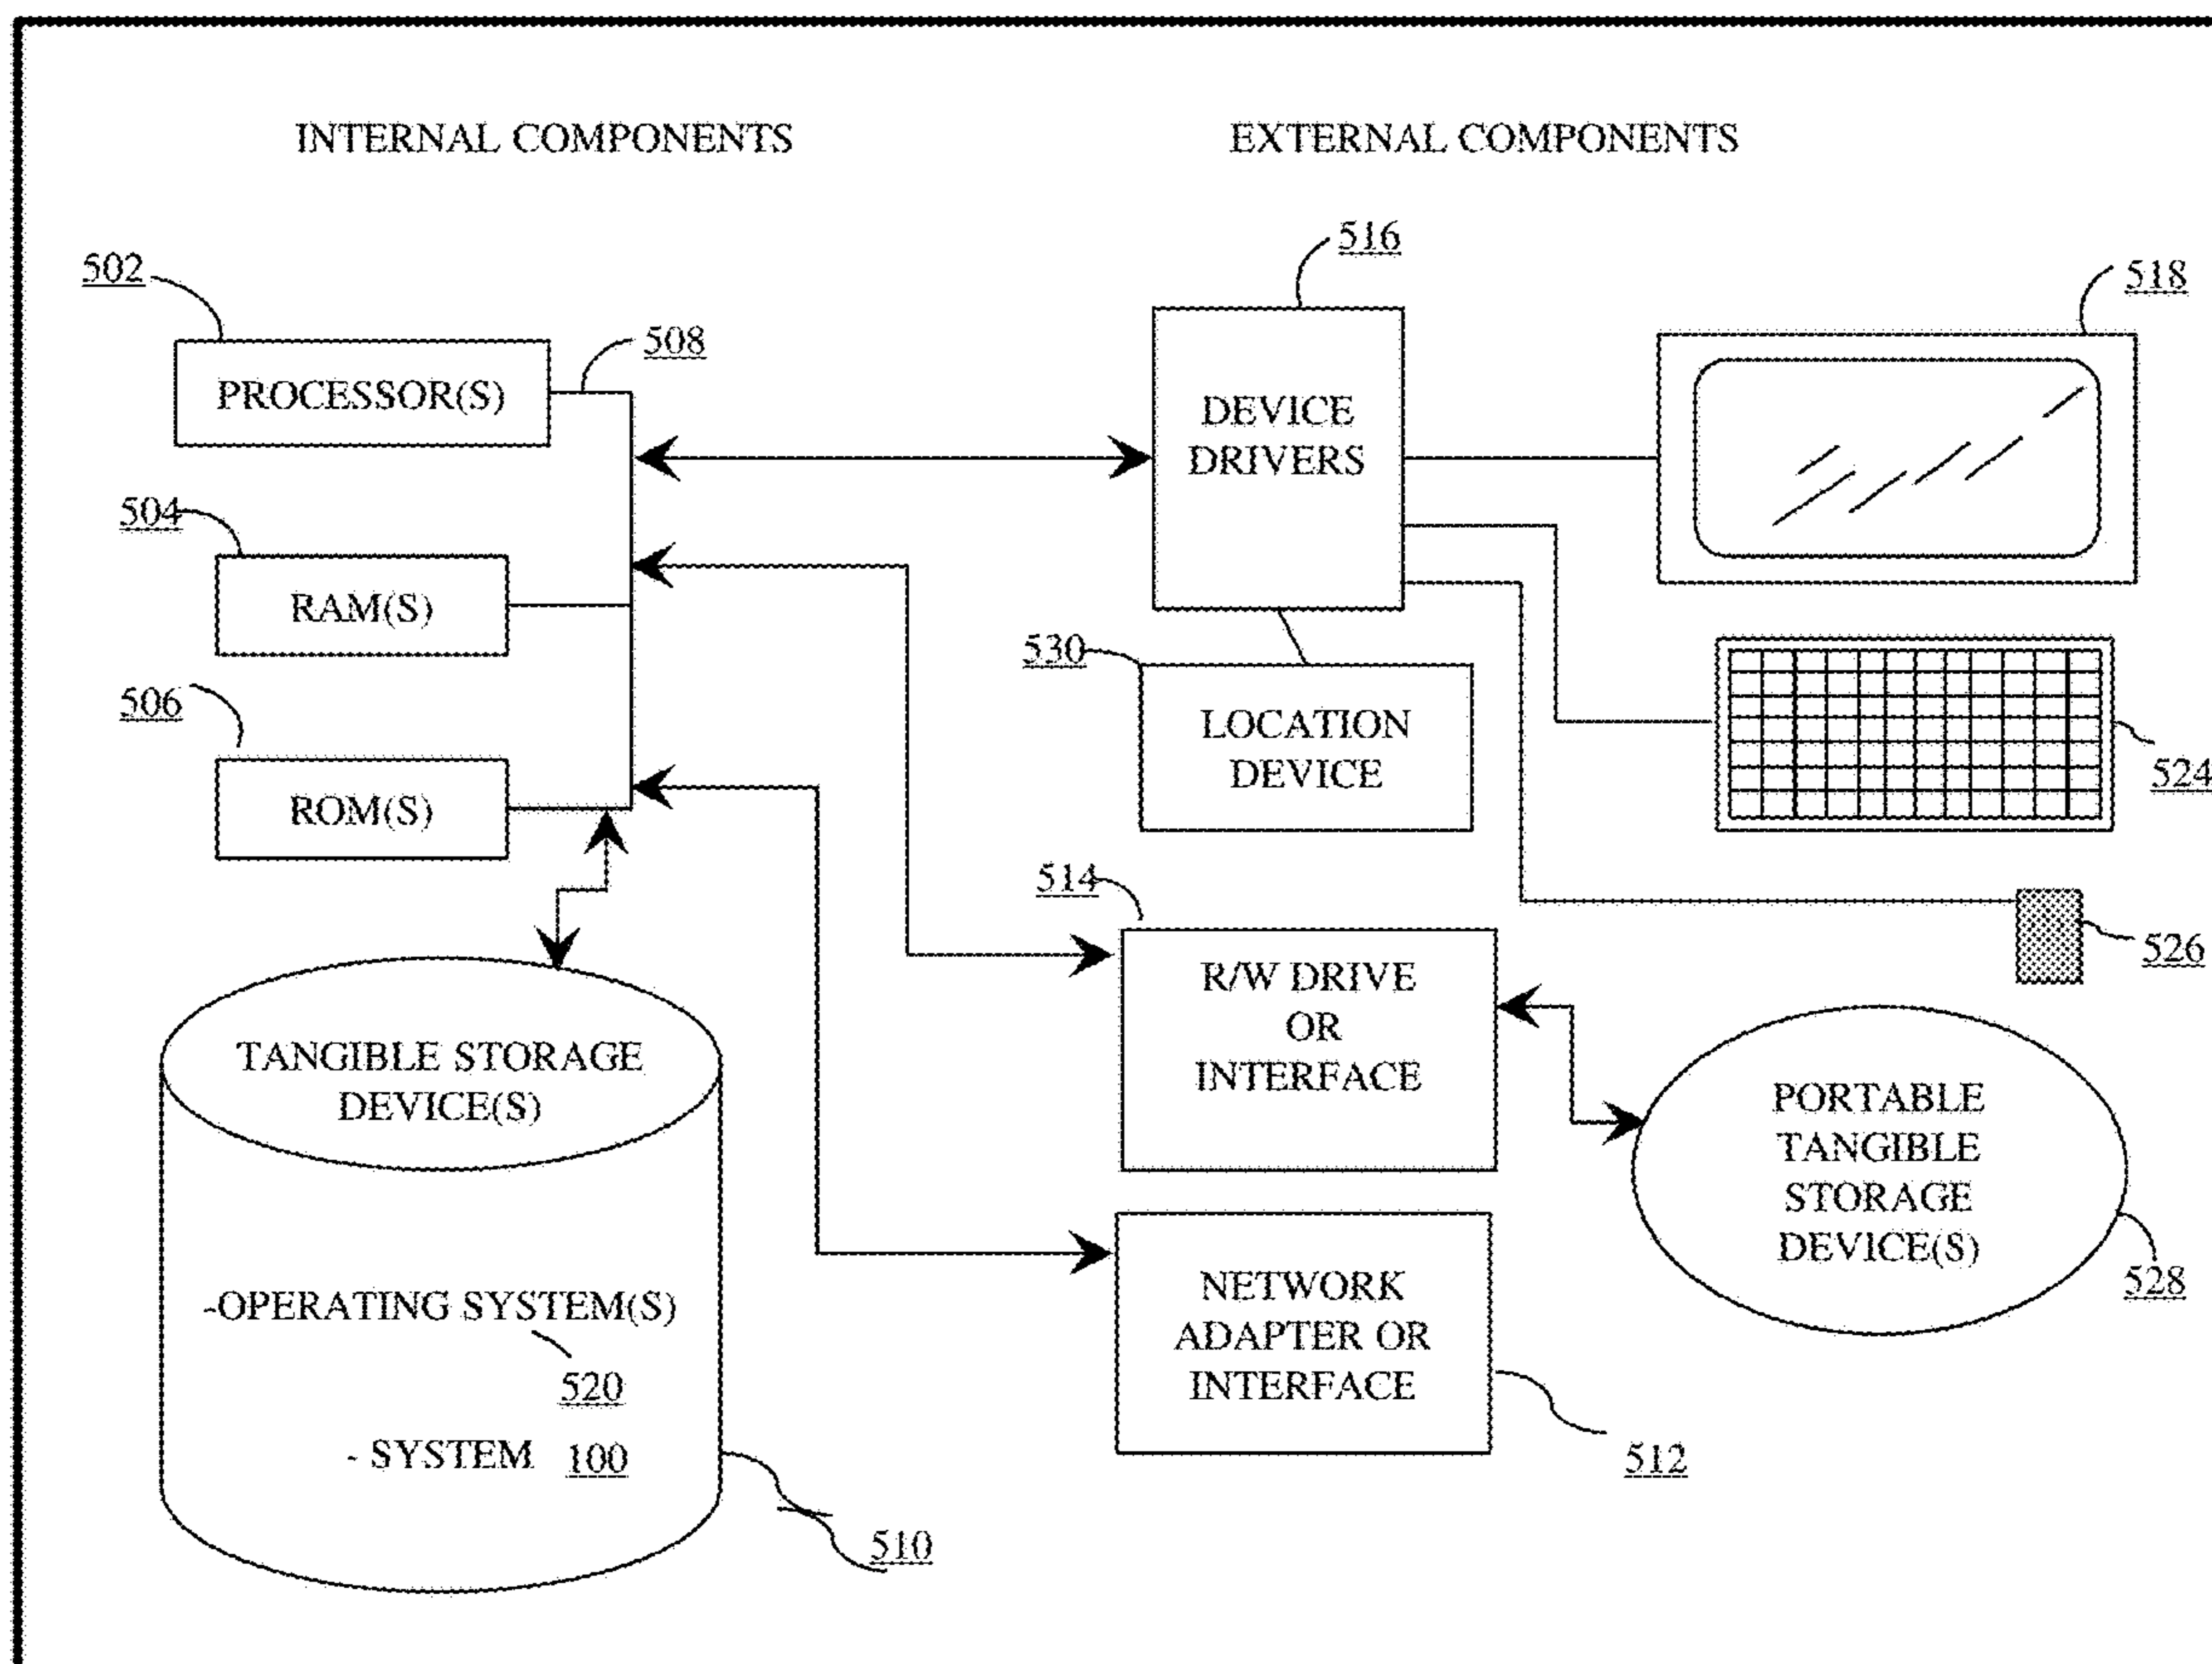 INTERNAL COMPONENTS
EXTERNAL COMPONENTS
502
PROCESSOR(S)
508
504
RAM(S)
506
ROM(S)
TANGIBLE STORAGE
DEVICE(S)
-OPERATING SYSTEM(S)
520
- SYSTEM 100
510
516
DEVICE
DRIVERS
518
530
LOCATION
DEVICE
524
514
R/W DRIVE
OR
INTERFACE
526
PORTABLE
TANGIBLE
STORAGE
DEVICE(S)
528
NETWORK
ADAPTER OR
INTERFACE
512